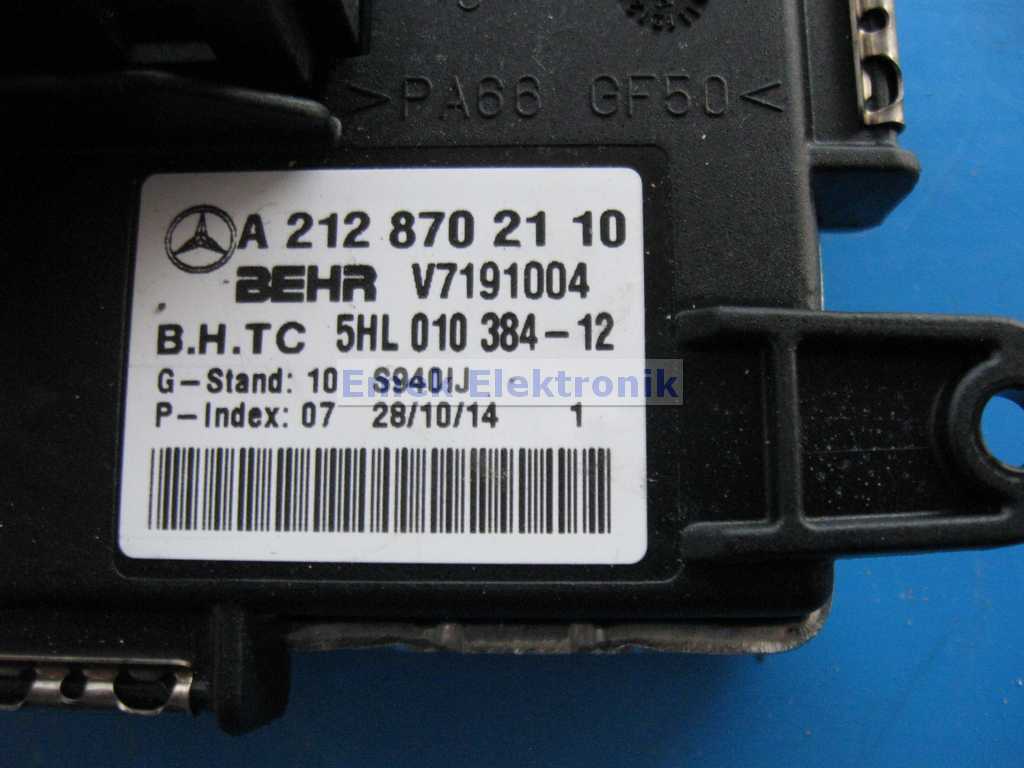 >PA66 GF50<
A 212 870 21 10
BEHR V7191004
B.H.TC 5HL 010 384-12
G-Stand: 10
Emek Elektronik
P-Index: 07 28/10/14 1